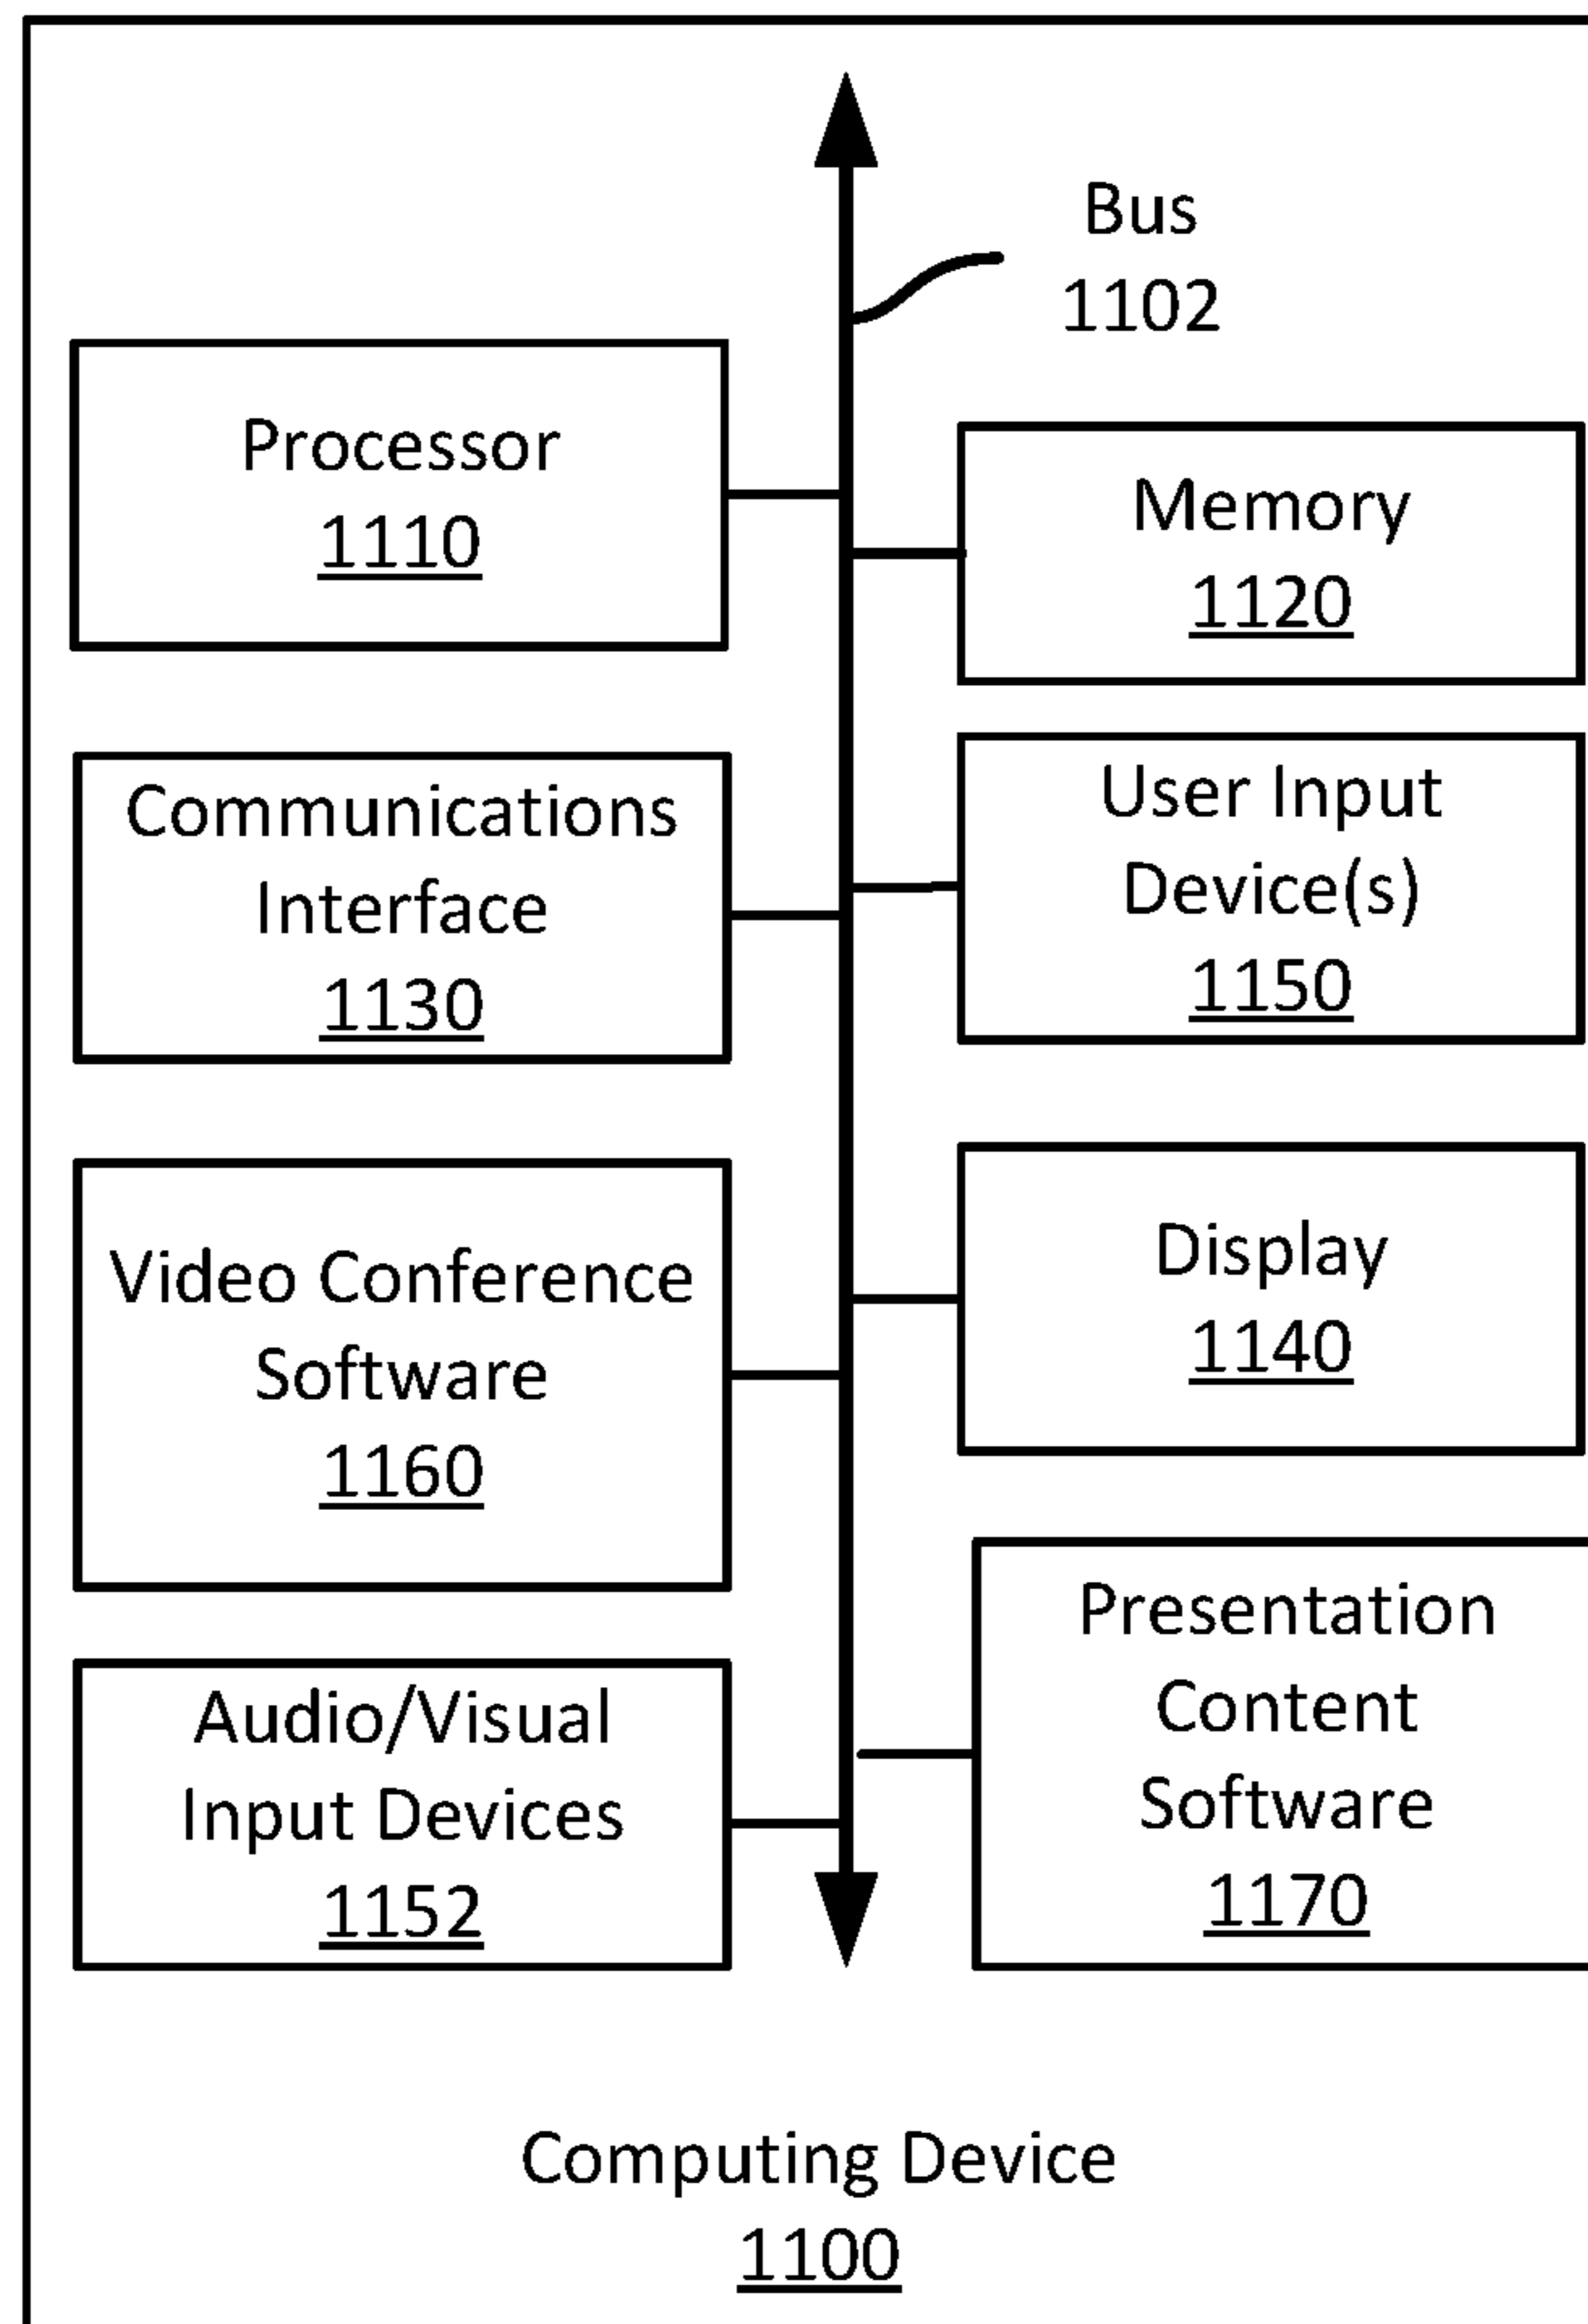 Bus
1102
Processor
1110
Memory
1120
Communications
Interface
1130
User Input
Device(s)
1150
Video Conference
Software
1160
Display
1140
Audio/Visual
Input Devices
1152
Presentation
Content
Software
1170
Computing Device
1100